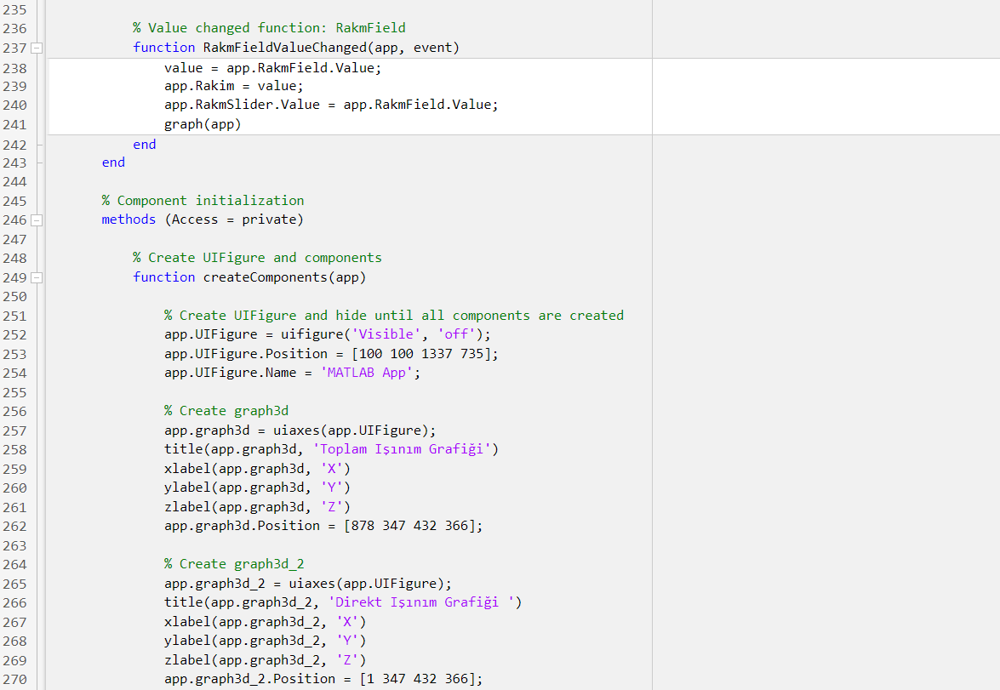 235
236 % Value changed function: RakmField
237 function RakmFieldValueChanged(app, event)
238 value = app.RakmField.Value;
239 app.Rakim = value;
240 app.RakmSlider.Value = app.RakmField.Value;
241 graph(app)
242 end
243 end
244
245 % Component initialization
246 methods (Access = private)
247
248 % Create UIFigure and components
249 function createComponents(app)
250
251 % Create UIFigure and hide until all components are created
252 app.UIFigure = uifigure('Visible', 'off');
253 app.UIFigure.Position = [100 100 1337 735];
254 app.UIFigure.Name = 'MATLAB App';
255
256 % Create graph3d
257 app.graph3d = uiaxes(app.UIFigure);
258 title(app.graph3d, 'Toplam Işınım Grafiği')
259 xlabel(app.graph3d, 'X')
260 ylabel(app.graph3d, 'Y')
261 zlabel(app.graph3d, 'Z')
262 app.graph3d.Position = [878 347 432 366];
263
264 % Create graph3d_2
265 app.graph3d_2 = uiaxes(app.UIFigure);
266 title(app.graph3d_2, 'Direkt Işınım Grafiği ')
267 xlabel(app.graph3d_2, 'X')
268 ylabel(app.graph3d_2, 'Y')
269 zlabel(app.graph3d_2, 'Z')
270 app.graph3d_2.Position = [1 347 432 366];